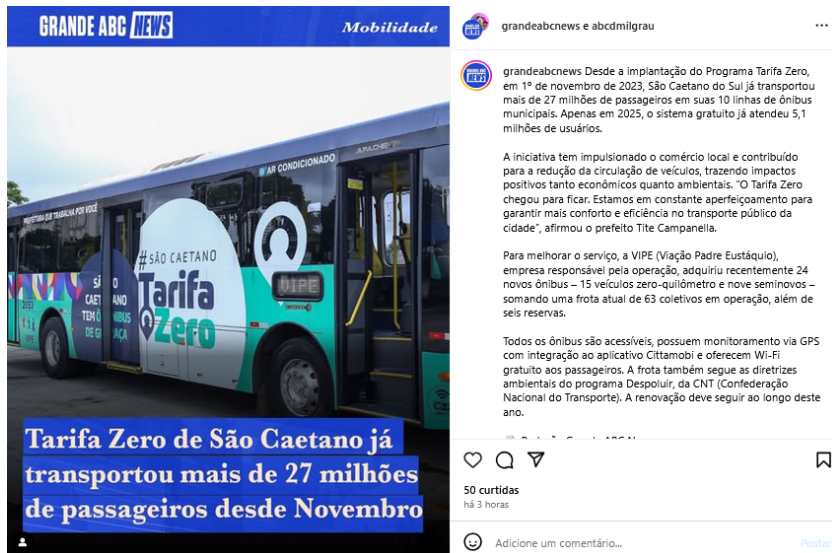 GRANDE ABC NEWS
Mobilidade
APACHE VIP
AR CONDICIONADO
PREFEITURA QUE TRABALHA POR VOCÊ
#SÃO CAETANO
Tarifa
Zero
VIPE
SÃO
CAETANO
TEM ÔNIBUS
DE GRAÇA
VIPE
Tarifa Zero de São Caetano já
transportou mais de 27 milhões
de passageiros desde Novembro
grandeabcnews e abcdmilgrau
grandeabcnews Desde a implantação do Programa Tarifa Zero,
em 1º de novembro de 2023, São Caetano do Sul já transportou
mais de 27 milhões de passageiros em suas 10 linhas de ônibus
municipais. Apenas em 2025, o sistema gratuito já atendeu 5,1
milhões de usuários.
A iniciativa tem impulsionado o comércio local e contribuído
para a redução da circulação de veículos, trazendo impactos
positivos tanto econômicos quanto ambientais. “O Tarifa Zero
chegou para ficar. Estamos em constante aperfeiçoamento para
garantir mais conforto e eficiência no transporte público da
cidade”, afirmou o prefeito Tite Campanella.
Para melhorar o serviço, a VIPE (Viação Padre Eustáquio),
empresa responsável pela operação, adquiriu recentemente 24
novos ônibus – 15 veículos zero-quilômetro e nove seminovos –
somando uma frota atual de 63 coletivos em operação, além de
seis reservas.
Todos os ônibus são acessíveis, possuem monitoramento via GPS
com integração ao aplicativo Cittamobi e oferecem Wi-Fi
gratuito aos passageiros. A frota também segue as diretrizes
ambientais do programa Despoluir, da CNT (Confederação
Nacional do Transporte). A renovação deve seguir ao longo deste
ano.
50 curtidas
há 3 horas
Adicione um comentário...
Postar